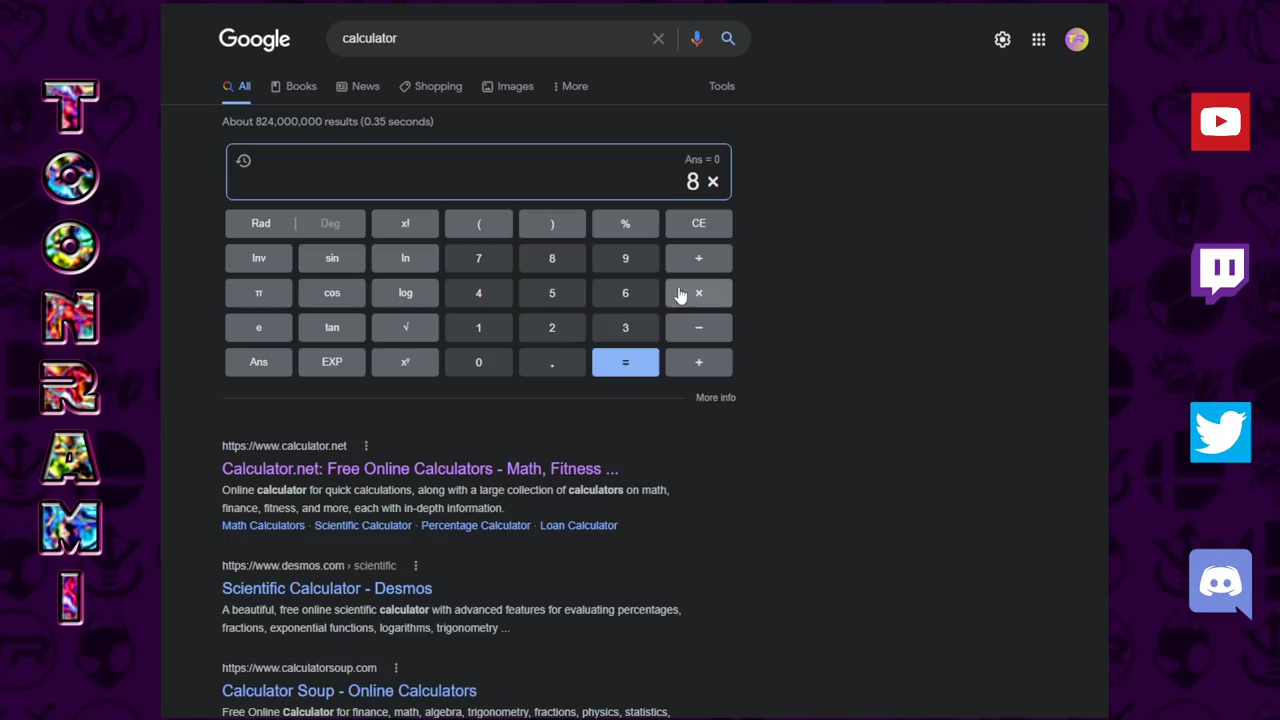 T
O
O
N
R
A
M
I
Google
calculator
TR
All
Books
News
Shopping
Images
More
Tools
About 824,000,000 results (0.35 seconds)
Ans = 0
8 ×
Rad | Deg x! ( ) % CE
Inv sin ln 7 8 9 ÷
π cos log 4 5 6 ×
e tan √ 1 2 3 −
Ans EXP xʸ 0 . = +
More info
https://www.calculator.net
Calculator.net: Free Online Calculators - Math, Fitness ...
Online calculator for quick calculations, along with a large collection of calculators on math,
finance, fitness, and more, each with in-depth information.
Math Calculators · Scientific Calculator · Percentage Calculator · Loan Calculator
https://www.desmos.com › scientific
Scientific Calculator - Desmos
A beautiful, free online scientific calculator with advanced features for evaluating percentages,
fractions, exponential functions, logarithms, trigonometry ...
https://www.calculatorsoup.com
Calculator Soup - Online Calculators
Free Online Calculator for finance, math, algebra, trigonometry, fractions, physics, statistics,